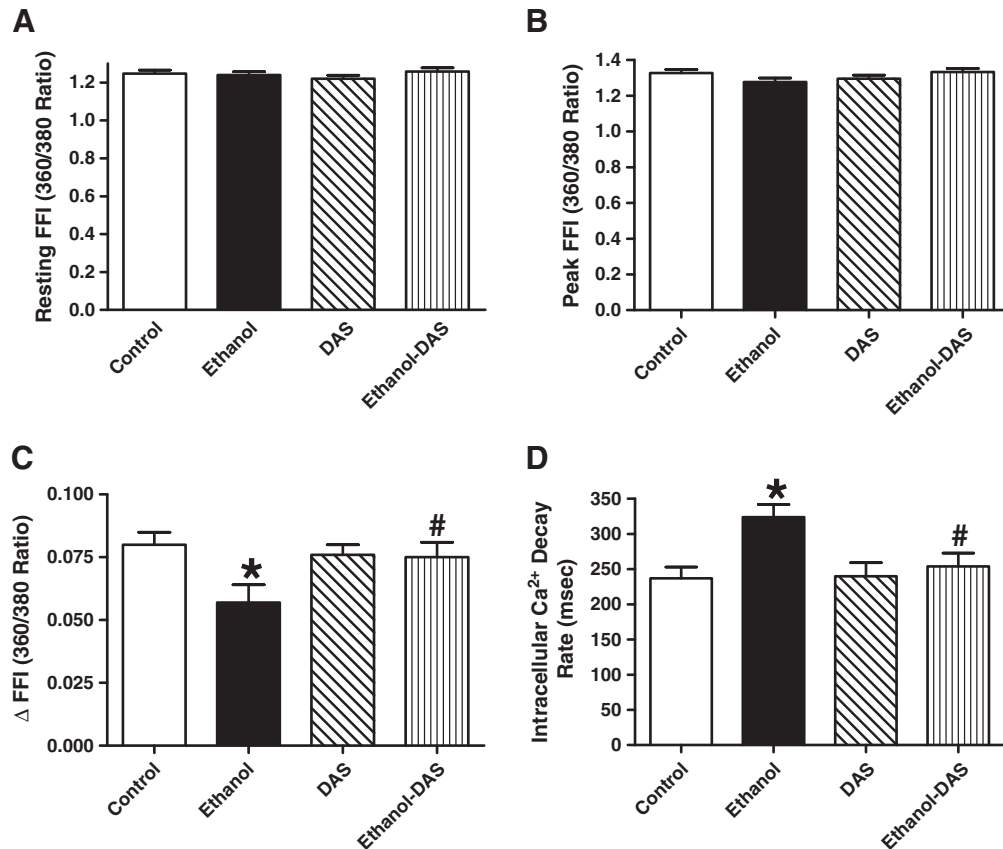 A
Resting FFI (360/380 Ratio)
1.2
1.0
0.8
0.6
0.4
0.2
0.0
Control
Ethanol
DAS
Ethanol-DAS
B
Peak FFI (360/380 Ratio)
1.4
1.2
1.0
0.8
0.6
0.4
0.2
0.0
Control
Ethanol
DAS
Ethanol-DAS
C
Δ FFI (360/380 Ratio)
0.100
0.075
0.050
0.025
0.000
*
#
Control
Ethanol
DAS
Ethanol-DAS
D
Intracellular Ca²⁺ Decay
Rate (msec)
350
300
250
200
150
100
50
0
*
#
Control
Ethanol
DAS
Ethanol-DAS